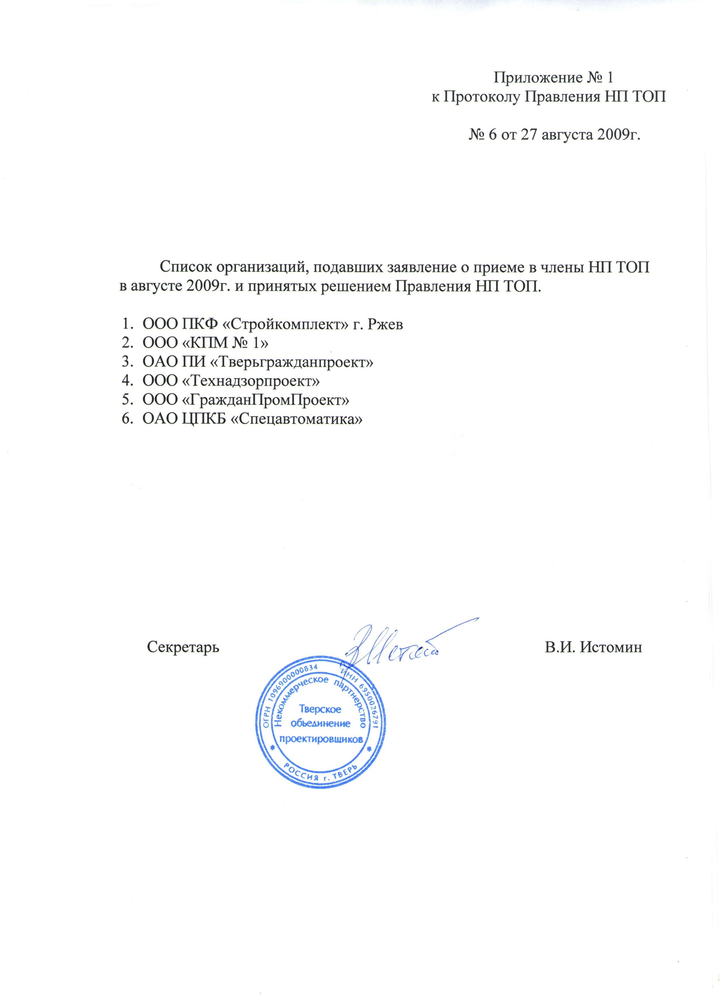 Приложение № 1
к Протоколу Правления НП ТОП
№ 6 от 27 августа 2009г.
Список организаций, подавших заявление о приеме в члены НП ТОП
в августе 2009г. и принятых решением Правления НП ТОП.
1. ООО ПКФ «Стройкомплект» г. Ржев
2. ООО «КПМ № 1»
3. ОАО ПИ «Тверьгражданпроект»
4. ООО «Технадзорпроект»
5. ООО «ГражданПромПроект»
6. ОАО ЦПКБ «Спецавтоматика»
Секретарь В.И. Истомин
ОГРН 1096900000834 ИНН 6950026791
Некоммерческое партнерство
Тверское
объединение
проектировщиков
РОССИЯ г. ТВЕРЬ